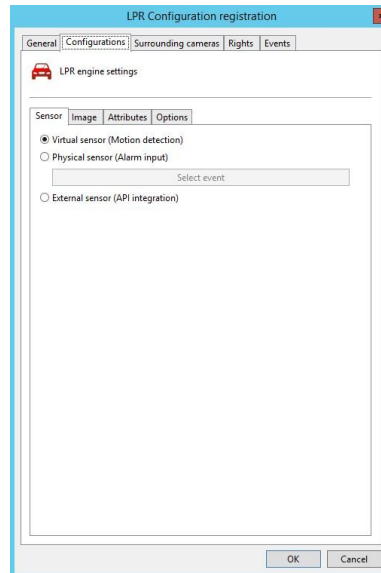 LPR Configuration registration
General Configurations Surrounding cameras Rights Events
LPR engine settings
Sensor Image Attributes Options
Virtual sensor (Motion detection)
Physical sensor (Alarm input)
Select event
External sensor (API integration)
OK Cancel